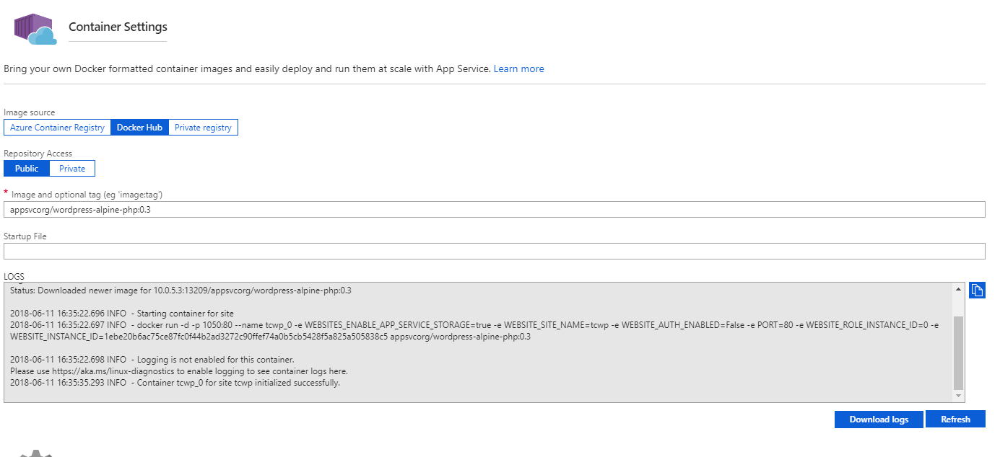 Container Settings
Bring your own Docker formatted container images and easily deploy and run them at scale with App Service. Learn more
Image source
Azure Container Registry Docker Hub Private registry
Repository Access
Public Private
* Image and optional tag (eg 'image:tag')
appsvcorg/wordpress-alpine-php:0.3
Startup File
LOGS
Status: Downloaded newer image for 10.0.5.3:13209/appsvcorg/wordpress-alpine-php:0.3
2018-06-11 16:35:22.696 INFO - Starting container for site
2018-06-11 16:35:22.697 INFO - docker run -d -p 1050:80 --name tcwp_0 -e WEBSITES_ENABLE_APP_SERVICE_STORAGE=true -e WEBSITE_SITE_NAME=tcwp -e WEBSITE_AUTH_ENABLED=False -e PORT=80 -e WEBSITE_ROLE_INSTANCE_ID=0 -e
WEBSITE_INSTANCE_ID=1ebe20b6ac75ce87fc0f44b2ad3272c90ffef74a0b5cb5428f5a825a505838c5 appsvcorg/wordpress-alpine-php:0.3
2018-06-11 16:35:22.698 INFO - Logging is not enabled for this container.
Please use https://aka.ms/linux-diagnostics to enable logging to see container logs here.
2018-06-11 16:35:35.293 INFO - Container tcwp_0 for site tcwp initialized successfully.
Download logs Refresh